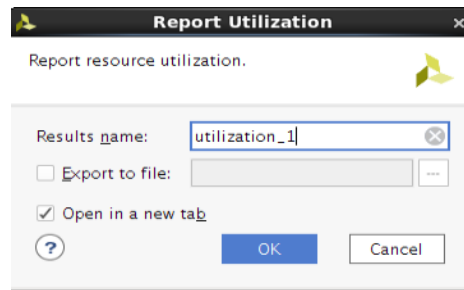 Report Utilization
Report resource utilization.
Results name: utilization_1
Export to file: ...
Open in a new tab
? OK Cancel